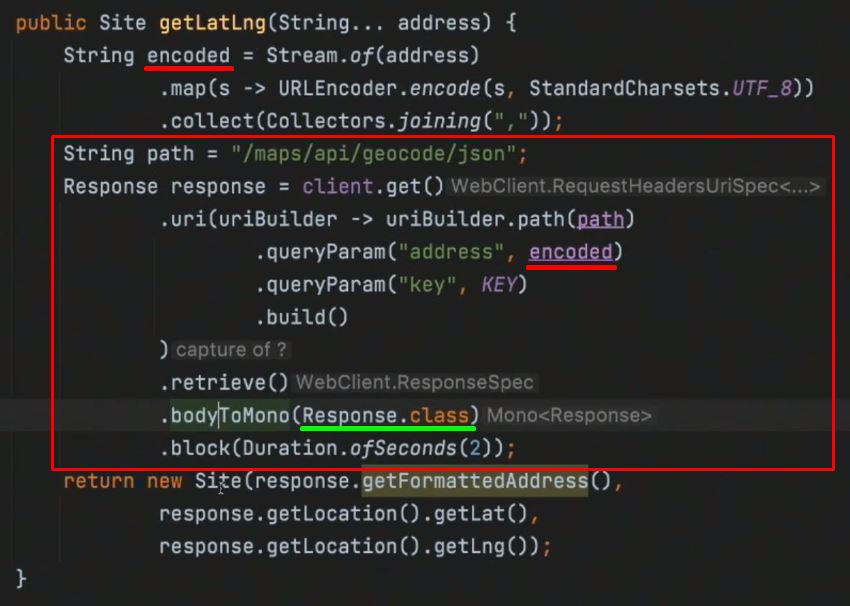 public Site getLatLng(String... address) {
String encoded = Stream.of(address)
.map(s -> URLEncoder.encode(s, StandardCharsets.UTF_8))
.collect(Collectors.joining(","));
String path = "/maps/api/geocode/json";
Response response = client.get() WebClient.RequestHeadersUriSpec<...>
.uri(uriBuilder -> uriBuilder.path(path)
.queryParam("address", encoded)
.queryParam("key", KEY)
.build()
) capture of ?
.retrieve() WebClient.ResponseSpec
.bodyToMono(Response.class) Mono<Response>
.block(Duration.ofSeconds(2));
return new Site(response.getFormattedAddress(),
response.getLocation().getLat(),
response.getLocation().getLng());
}